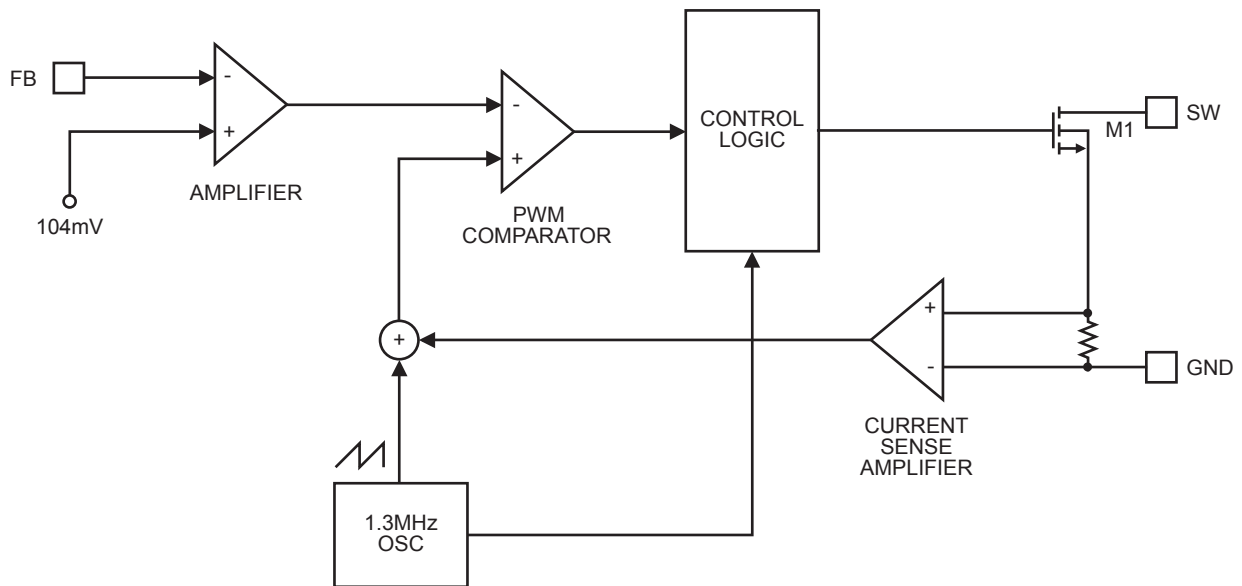 FB
-
+
104mV
AMPLIFIER
-
+
PWM
COMPARATOR
CONTROL
LOGIC
M1
SW
+
-
GND
CURRENT
SENSE
AMPLIFIER
+
1.3MHz
OSC